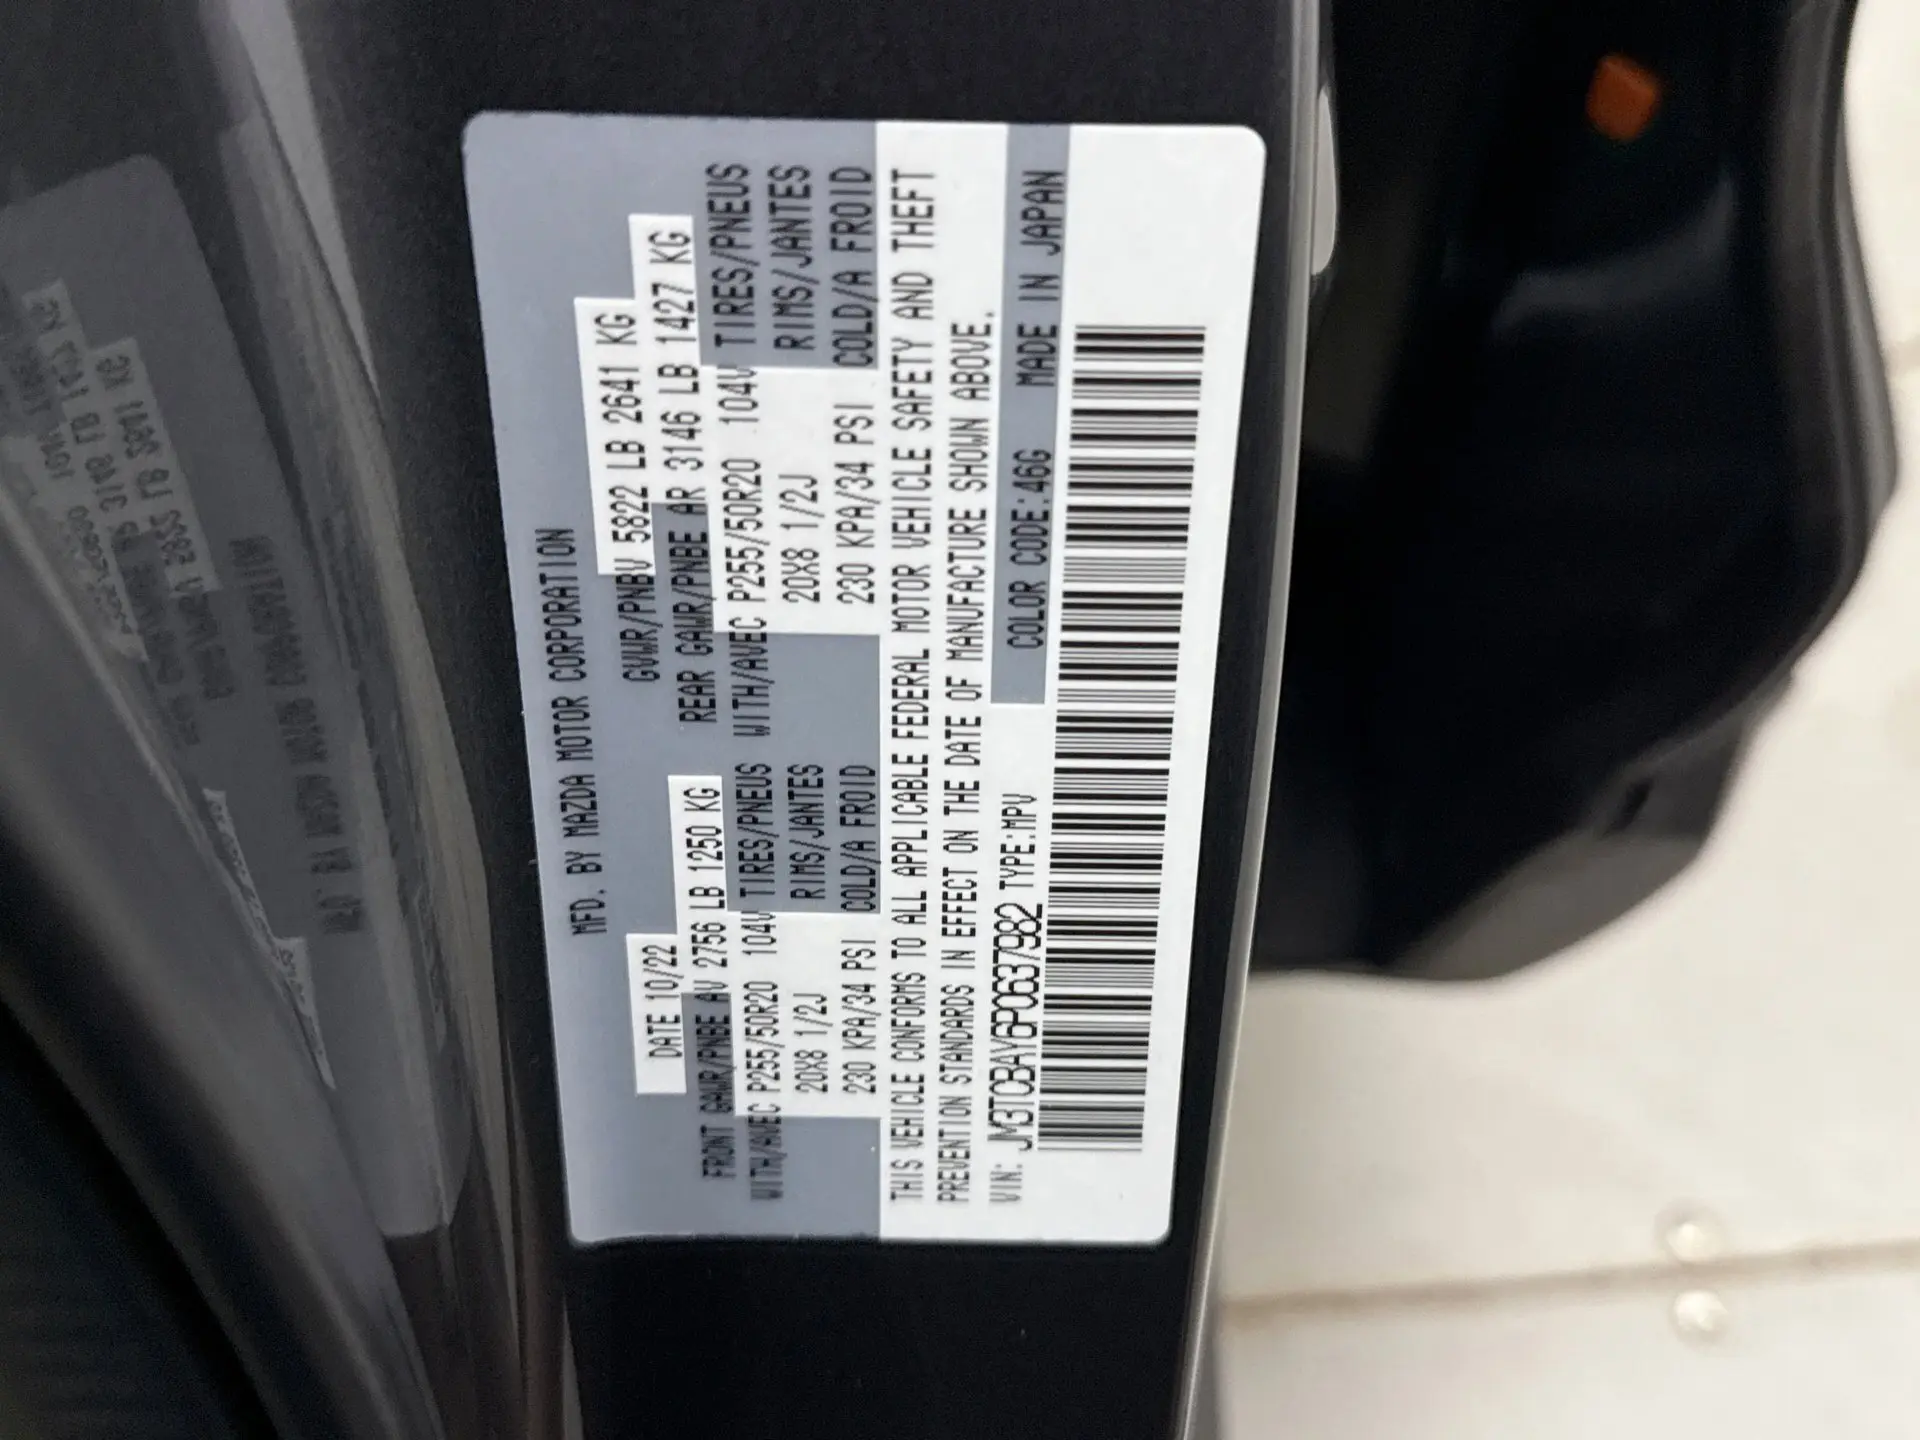 MFD. BY MAZDA MOTOR CORPORATION
DATE 10/22 GVWR/PNBV 5822 LB 2641 KG
FRONT GAWR/PNBE AV 2756 LB 1250 KG REAR GAWR/PNBE AR 3146 LB 1427 KG
WITH/AVEC P255/50R20 104V TIRES/PNEUS WITH/AVEC P255/50R20 104V TIRES/PNEUS
20X8 1/2J RIMS/JANTES 20X8 1/2J RIMS/JANTES
230 KPA/34 PSI COLD/A FROID 230 KPA/34 PSI COLD/A FROID
THIS VEHICLE CONFORMS TO ALL APPLICABLE FEDERAL MOTOR VEHICLE SAFETY AND THEFT
PREVENTION STANDARDS IN EFFECT ON THE DATE OF MANUFACTURE SHOWN ABOVE.
VIN: JM3TCBAY6P0637982 TYPE:MPV COLOR CODE:46G MADE IN JAPAN